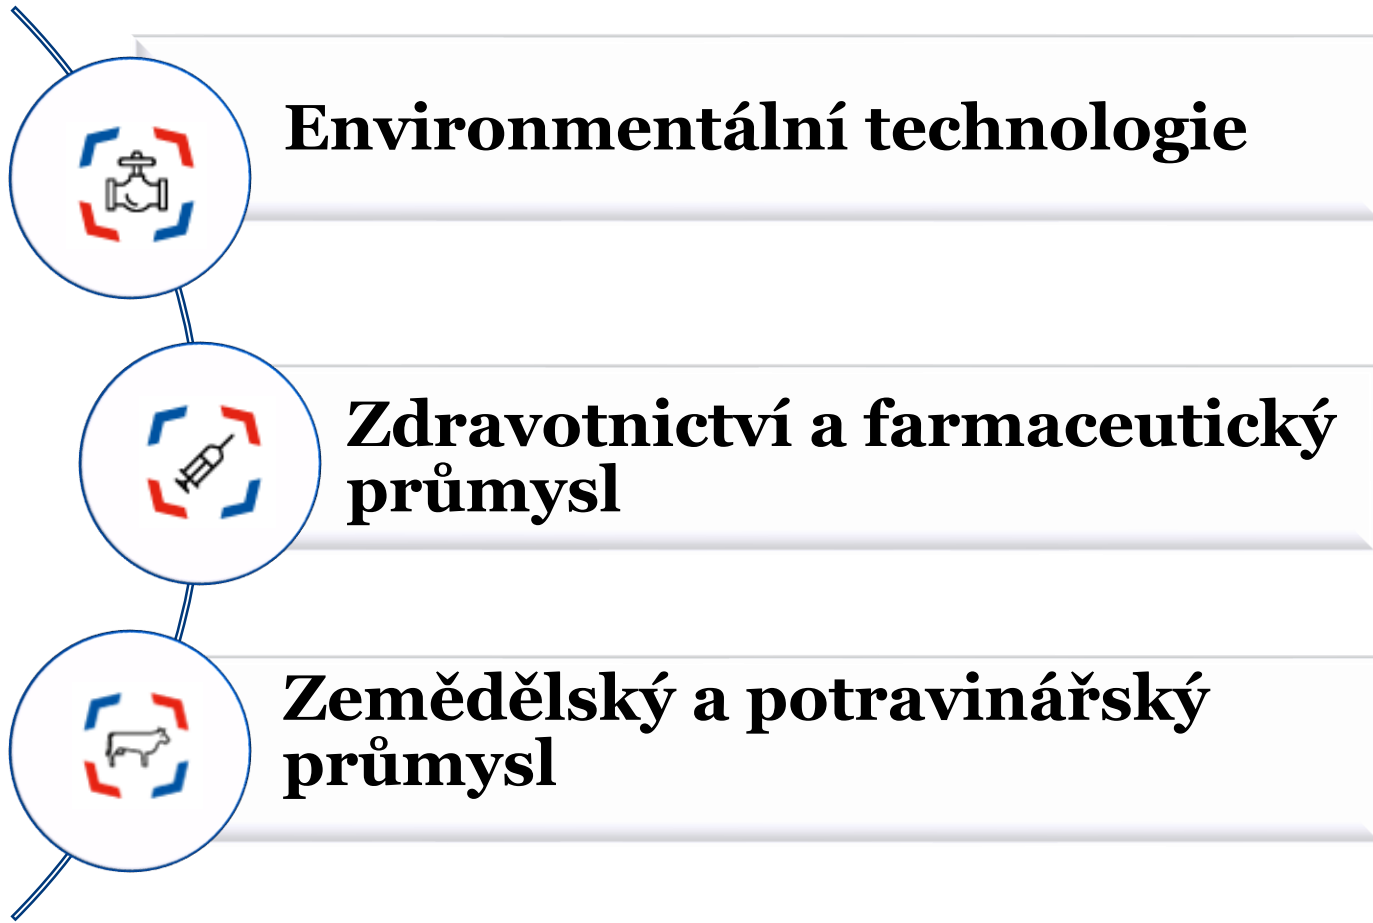 Environmentální technologie
Zdravotnictví a farmaceutický
průmysl
Zemědělský a potravinářský
průmysl